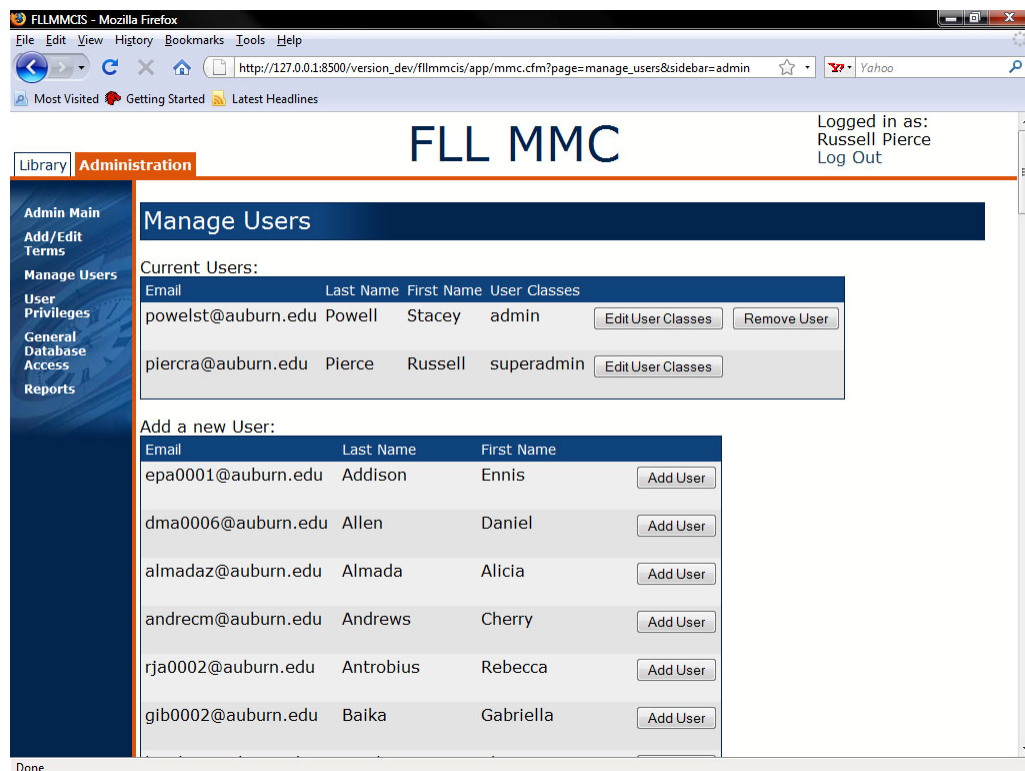 FLLMMCIS - Mozilla Firefox
File Edit View History Bookmarks Tools Help
http://127.0.0.1:8500/version_dev/fllmmcis/app/mmc.cfm?page=manage_users&sidebar=admin
Yahoo
Most Visited Getting Started Latest Headlines
FLL MMC
Logged in as:
Russell Pierce
Log Out
Library Administration
Admin Main
Add/Edit
Terms
Manage Users
User
Privileges
General
Database
Access
Reports
Manage Users
Current Users:
Email Last Name First Name User Classes
powelst@auburn.edu Powell Stacey admin Edit User Classes Remove User
piercra@auburn.edu Pierce Russell superadmin Edit User Classes
Add a new User:
Email Last Name First Name
epa0001@auburn.edu Addison Ennis Add User
dma0006@auburn.edu Allen Daniel Add User
almadaz@auburn.edu Almada Alicia Add User
andrecm@auburn.edu Andrews Cherry Add User
rja0002@auburn.edu Antrobius Rebecca Add User
gib0002@auburn.edu Baika Gabriella Add User
Done